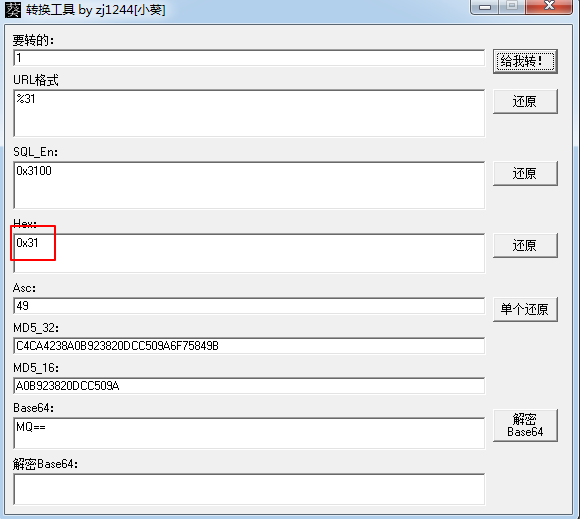 葵 转换工具 by zj1244[小葵]
要转的:
1
给我转!
URL格式
%31
还原
SQL_En:
0x3100
还原
Hex:
0x31
还原
Asc:
49
单个还原
MD5_32:
C4CA4238A0B923820DCC509A6F75849B
MD5_16:
A0B923820DCC509A
Base64:
MQ==
解密
Base64
解密Base64: